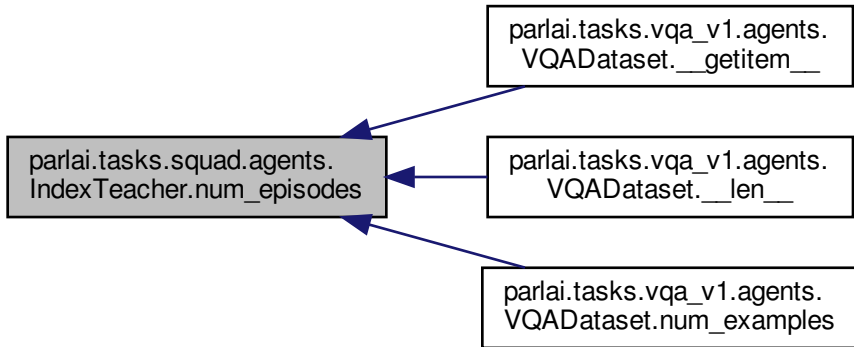 parlai.tasks.squad.agents.
IndexTeacher.num_episodes
parlai.tasks.vqa_v1.agents.
VQADataset.__getitem__
parlai.tasks.vqa_v1.agents.
VQADataset.__len__
parlai.tasks.vqa_v1.agents.
VQADataset.num_examples